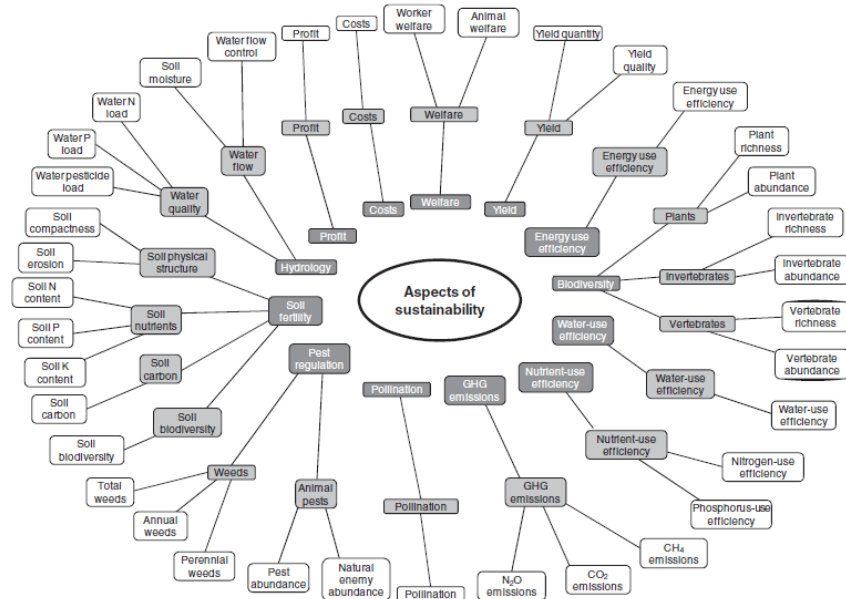 Worker
welfare
Animal
welfare
Costs
Profit
Yield quantity
Water flow
control
Yield
quality
Soil
moisture
Energy use
efficiency
Water N
load
Water P
load
Water pesticide
load
Profit
Costs
Welfare
Yield
Energy use
efficiency
Plant
richness
Plant
abundance
Water
flow
Water
quality
Costs
Welfare
Yield
Plants
Soil
compactness
Profit
Energy use
efficiency
Invertebrate
richness
Soil
erosion
Soil physical
structure
Hydrology
Biodiversity
Invertebrates
Invertebrate
abundance
Soil N
content
Soil
nutrients
Soil
fertility
Aspects of
sustainability
Vertebrates
Vertebrate
richness
Soil P
content
Water-use
efficiency
Soil K
content
Soil
carbon
Pest
regulation
Vertebrate
abundance
Soil
carbon
Pollination
GHG
emissions
Nutrient-use
efficiency
Water-use
efficiency
Water-use
efficiency
Soil
biodiversity
Soil
biodiversity
Nutrient-use
efficiency
Nitrogen-use
efficiency
Weeds
Total
weeds
Animal
pests
Pollination
GHG
emissions
Phosphorus-use
efficiency
Annual
weeds
Perennial
weeds
Pest
abundance
Natural
enemy
abundance
Pollination
N₂O
emissions
CO₂
emissions
CH₄
emissions